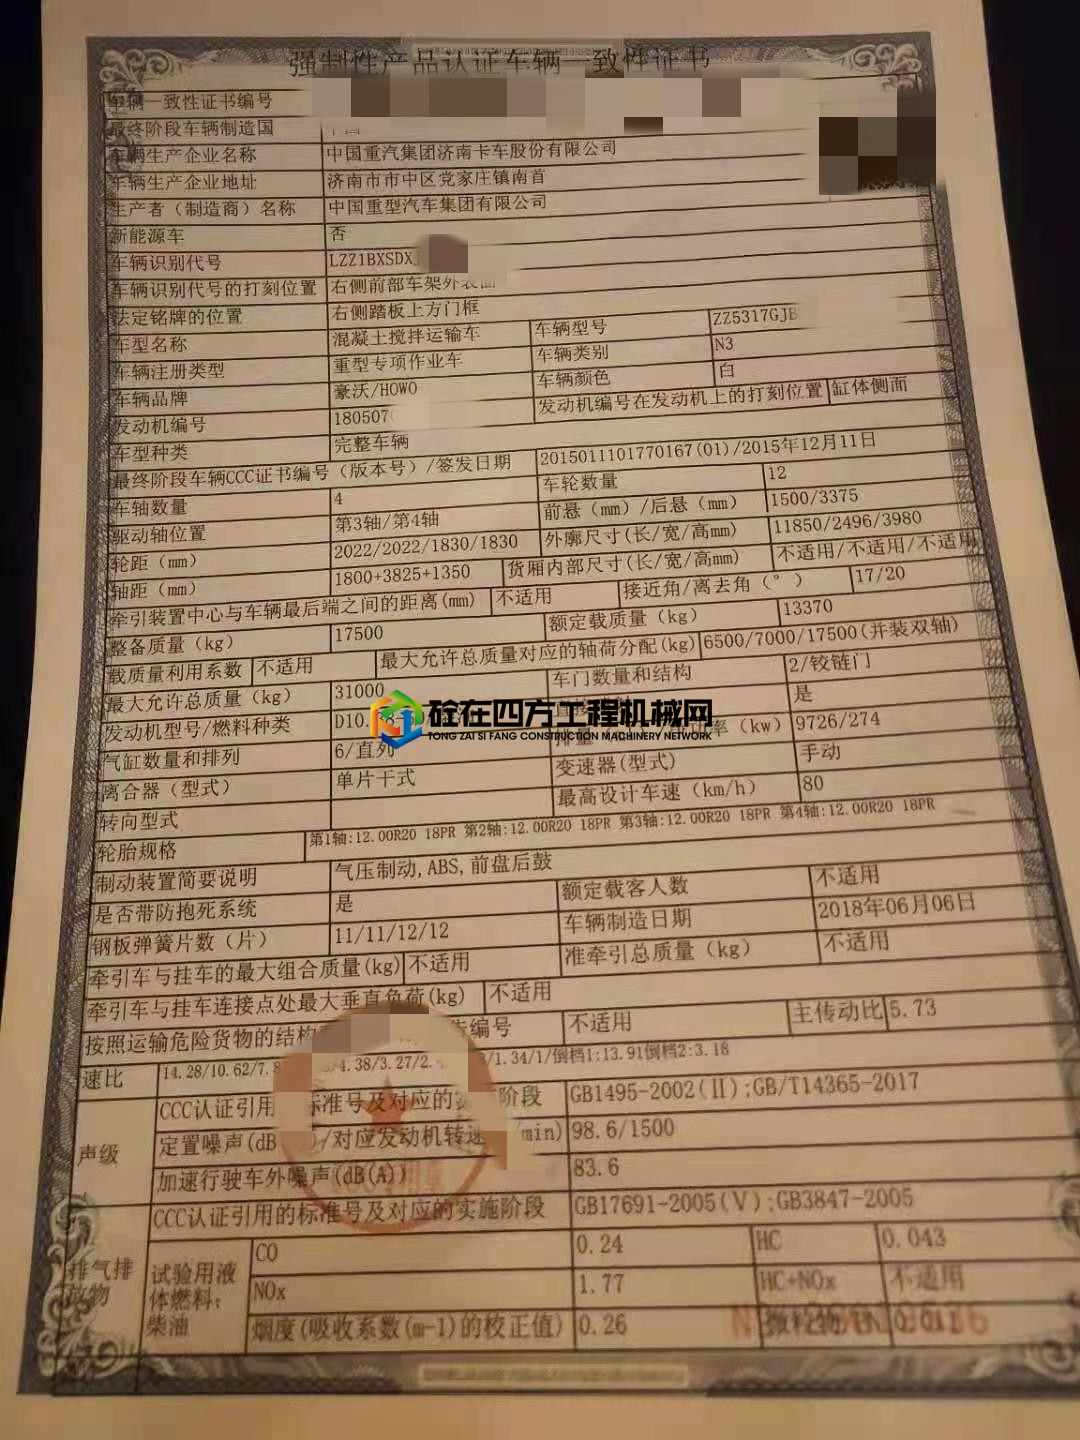 强制性产品认证车辆一致性证书
车辆一致性证书编号
最终阶段车辆制造国 中国
车辆生产企业名称 中国重汽集团济南卡车股份有限公司
车辆生产企业地址 济南市市中区党家庄镇南首
生产者（制造商）名称 中国重型汽车集团有限公司
新能源车 否
车辆识别代号 LZZ1BXSDX
车辆识别代号的打刻位置 右侧前部车架外表面
法定铭牌的位置 右侧踏板上方门框
车型名称 混凝土搅拌运输车 车辆型号 ZZ5317GJB
车辆注册类型 重型专项作业车 车辆类别 N3
车辆品牌 豪沃/HOWO 车辆颜色 白
发动机编号 180507 发动机编号在发动机上的打刻位置 缸体侧面
车型种类 完整车辆
最终阶段车辆CCC证书编号（版本号）/签发日期 2015011101770167(01)/2015年12月11日
车轴数量 4 车轮数量 12
驱动轴位置 第3轴/第4轴 前悬（mm）/后悬（mm） 1500/3375
轮距（mm） 2022/2022/1830/1830 外廓尺寸(长/宽/高mm) 11850/2496/3980
轴距（mm） 1800+3825+1350 货厢内部尺寸(长/宽/高mm) 不适用/不适用/不适用
牵引装置中心与车辆最后端之间的距离(mm) 不适用 接近角/离去角（°） 17/20
整备质量（kg） 17500 额定载质量（kg） 13370
载质量利用系数 不适用 最大允许总质量对应的轴荷分配(kg) 6500/7000/17500(并装双轴)
最大允许总质量（kg） 31000 车门数量和结构 2/铰链门
发动机型号/燃料种类 D10. 是
砼在四方工程机械网
TONG ZAI SI FANG CONSTRUCTION MACHINERY NETWORK
气缸数量和排列 6/直列 排量 率（kw） 9726/274
离合器（型式） 单片干式 变速器(型式) 手动
转向型式 最高设计车速（km/h） 80
轮胎规格 第1轴:12.00R20 18PR 第2轴:12.00R20 18PR 第3轴:12.00R20 18PR 第4轴:12.00R20 18PR
制动装置简要说明 气压制动,ABS,前盘后鼓
是否带防抱死系统 是 额定载客人数 不适用
钢板弹簧片数（片） 11/11/12/12 车辆制造日期 2018年06月06日
牵引车与挂车的最大组合质量(kg) 不适用 准牵引总质量（kg） 不适用
牵引车与挂车连接点处最大垂直负荷(kg) 不适用
按照运输危险货物的结构 编号 不适用 主传动比 5.73
速比 14.28/10.62/7.8 4.38/3.27/2.4 /1.34/1/倒档1:13.91倒档2:3.18
声级 CCC认证引用 标准号及对应的实施阶段 GB1495-2002(II);GB/T14365-2017
定置噪声(dB /对应发动机转速 /min) 98.6/1500
加速行驶车外噪声(dB(A)) 83.6
排气排放物 CCC认证引用的标准号及对应的实施阶段 GB17691-2005(V);GB3847-2005
试验用液体燃料：柴油 CO 0.24 HC 0.043
NOx 1.77 HC+NOx 不适用
烟度(吸收系数(m-1)的校正值) 0.26 微粒物